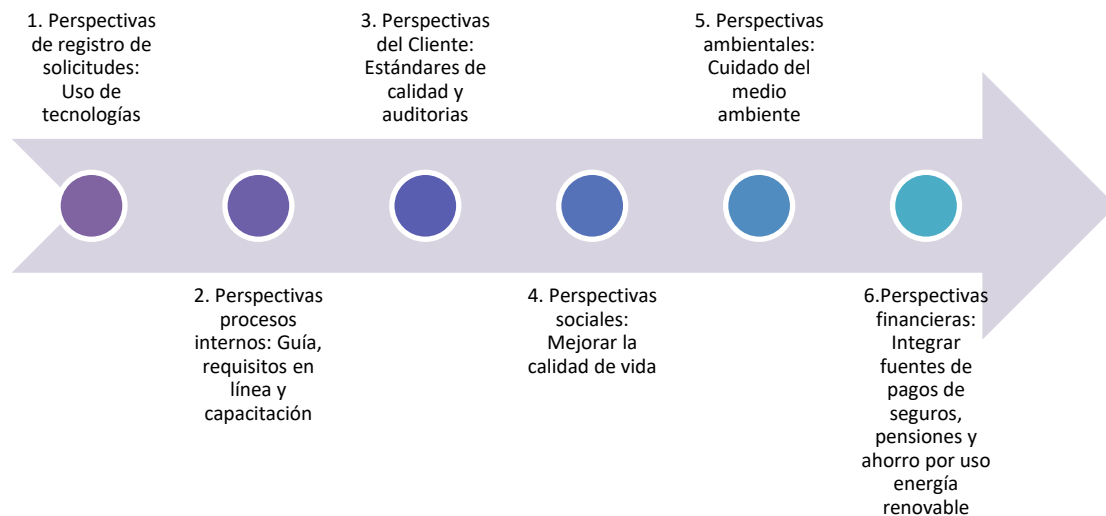 1. Perspectivas
de registro de
solicitudes:
Uso de
tecnologías
2. Perspectivas
procesos
internos: Guía,
requisitos en
línea y
capacitación
3. Perspectivas
del Cliente:
Estándares de
calidad y
auditorias
4. Perspectivas
sociales:
Mejorar la
calidad de vida
5. Perspectivas
ambientales:
Cuidado del
medio
ambiente
6.Perspectivas
financieras:
Integrar
fuentes de
pagos de
seguros,
pensiones y
ahorro por uso
energía
renovable